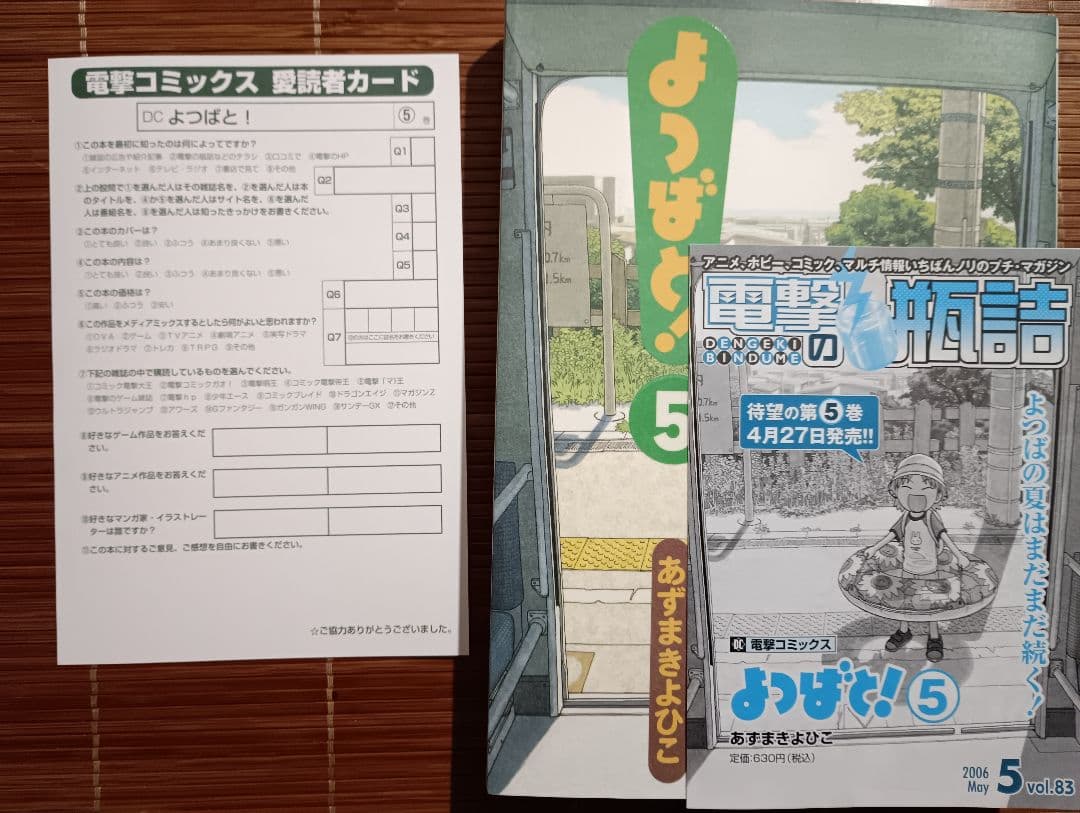 電撃コミックス 愛読者カード
DC よつばと！ ⑤ 巻
①この本を最初に知ったのは何によってですか？
①雑誌の広告や紹介記事 ②電撃の瓶詰などのチラシ ③口コミで ④電撃のHP
⑤インターネット ⑥テレビ・ラジオ ⑦書店で見て ⑧その他
Q1
②上の設問で①を選んだ人はその雑誌名を、②を選んだ人は本
のタイトルを、④か⑤を選んだ人はサイト名を、⑥を選んだ
人は番組名を、⑧を選んだ人は知ったきっかけをお書きください。
Q2
③この本のカバーは？
①とても良い ②良い ③ふつう ④あまり良くない ⑤悪い
Q3
④この本の内容は？
①とても良い ②良い ③ふつう ④あまり良くない ⑤悪い
Q4
⑤この本の価格は？
①高い ②ふつう ③安い
Q5
⑥この作品をメディアミックスするとしたら何がよいと思われますか？
①OVA ②ゲーム ③TVアニメ ④劇場アニメ ⑤実写ドラマ
⑥ラジオドラマ ⑦トレカ ⑧TRPG ⑨その他
Q6
⑦下記の雑誌の中で購読しているものを選んでください。
①コミック電撃大王 ②電撃コミックガオ！ ③電撃萌王 ④コミック電撃帝王 ⑤電撃「マ)王
⑥電撃のゲーム雑誌 ⑦電撃hp ⑧少年エース ⑨コミックブレイド ⑩ドラゴンエイジ ⑪マガジンZ
⑫ウルトラジャンプ ⑬アワーズ ⑭Gファンタジー ⑮ガンガンWING ⑯サンデーGX ⑰その他
Q7
⑧好きなゲーム作品をお答えくだ
さい。
⑨好きなアニメ作品をお答えくだ
さい。
⑩好きなマンガ家・イラストレー
ターは誰ですか？
⑪この本に対するご意見、ご感想を自由にお書きください。
☆ご協力ありがとうございました。
よつばと！
5
あずまきよひこ
0.7km
1.5km
アニメ、ホビー、コミック、マルチ情報いちばんノリのプチ・マガジン
電撃の瓶詰
DENGEKI
BINDUME
待望の第⑤巻
4月27日発売!!
0.7km
1.5km
よつばの夏はまだまだ続く!!
DC 電撃コミックス
よつばと！⑤
あずまきよひこ
定価：630円（税込）
2006
May
5 vol.83